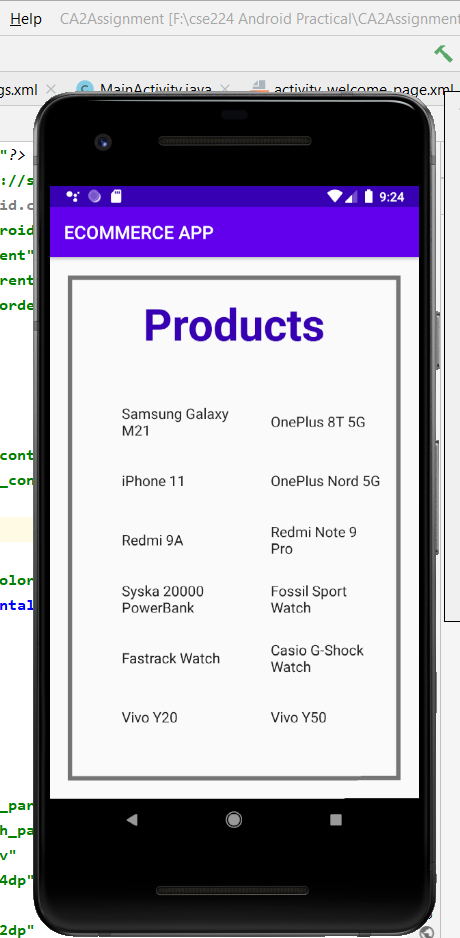 Help CA2Assignment [F:\cse224 Android Practical\CA2Assignment
gs.xml MainActivity.java activity_welcome_page.xml
"?>
://s
id.c
roid
ent"
rent
orde
9:24
ECOMMERCE APP
Products
Samsung Galaxy
M21
OnePlus 8T 5G
iPhone 11
OnePlus Nord 5G
Redmi 9A
Redmi Note 9
Pro
Syska 20000
PowerBank
Fossil Sport
Watch
Fastrack Watch
Casio G-Shock
Watch
Vivo Y20
Vivo Y50
cont
_con
olor
ntal
_par
h_pa
v"
4dp"
2dp"